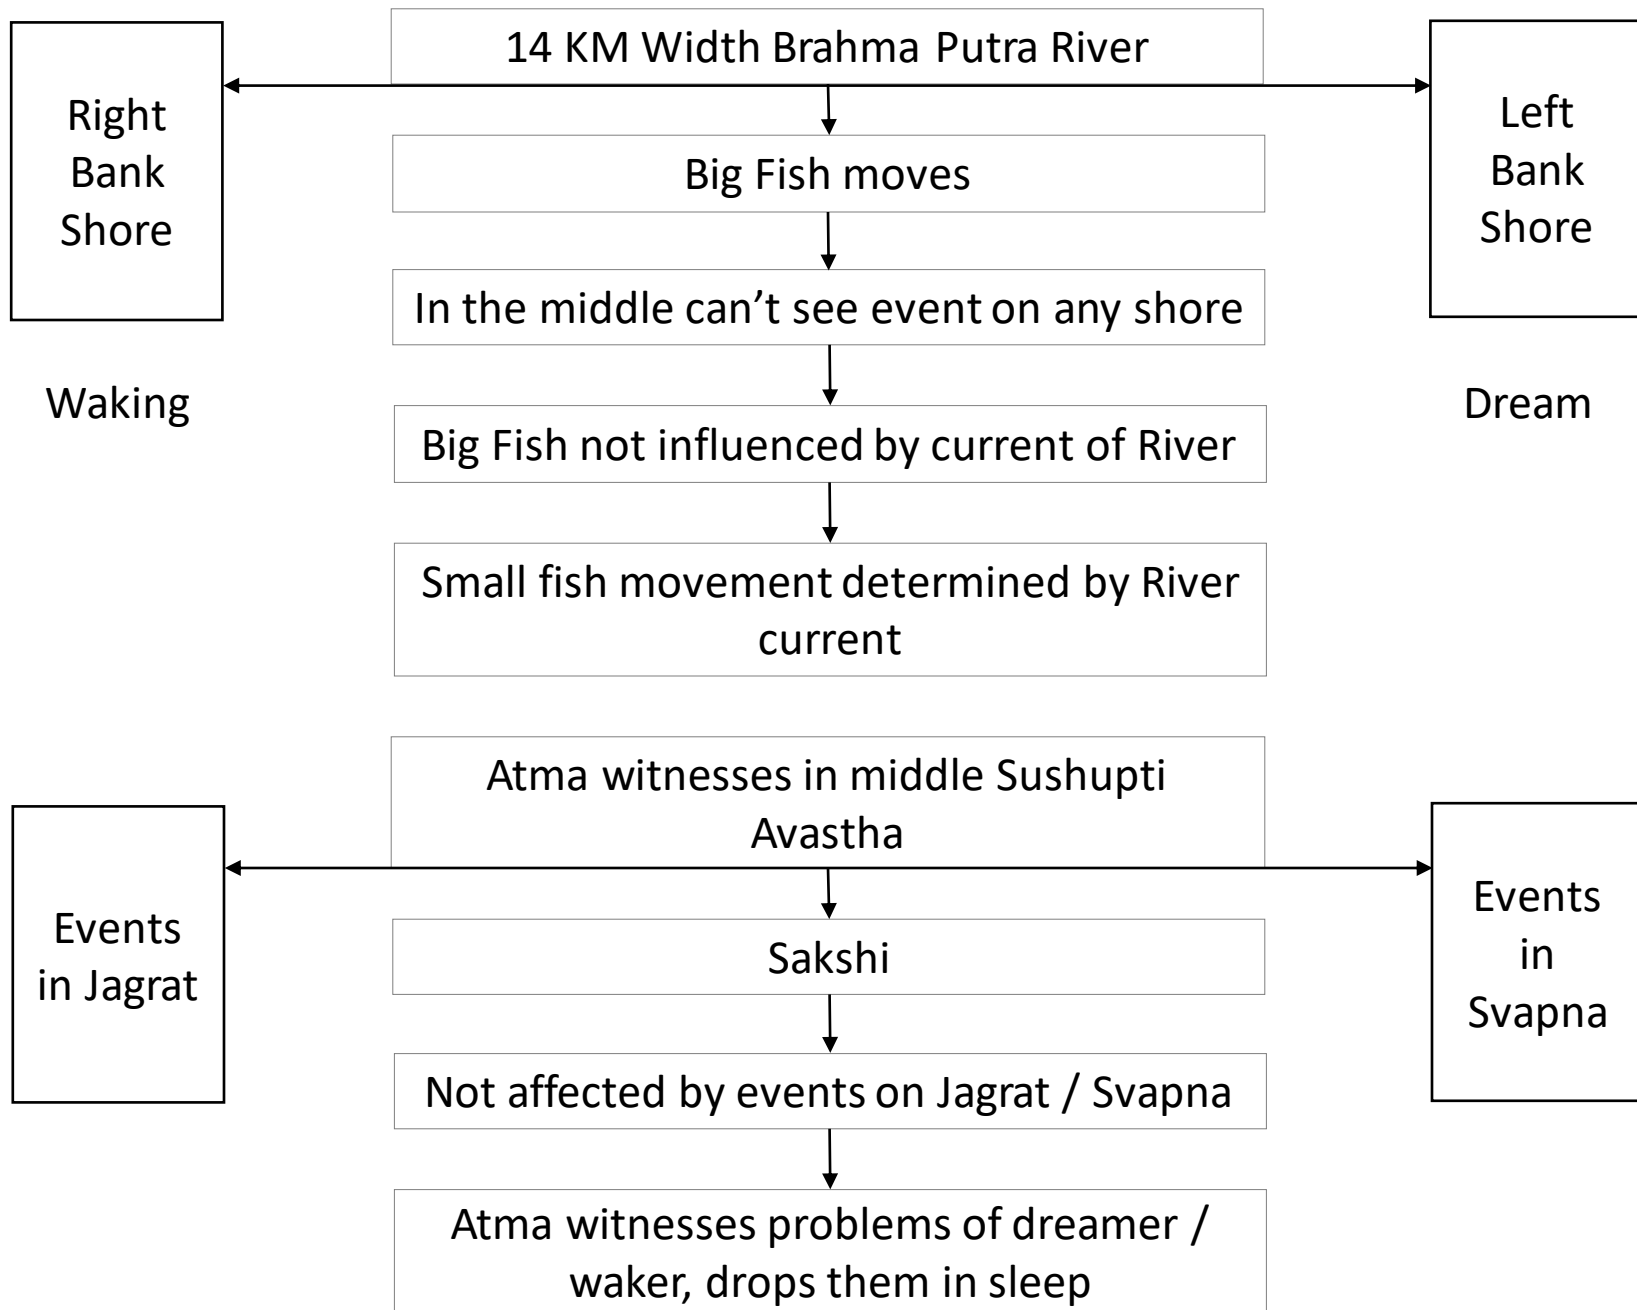 14 KM Width Brahma Putra River
Right
Bank
Shore
Left
Bank
Shore
Big Fish moves
In the middle can’t see event on any shore
Waking
Dream
Big Fish not influenced by current of River
Small fish movement determined by River
current
Atma witnesses in middle Sushupti
Avastha
Events
in Jagrat
Events
in
Svapna
Sakshi
Not affected by events on Jagrat / Svapna
Atma witnesses problems of dreamer /
waker, drops them in sleep